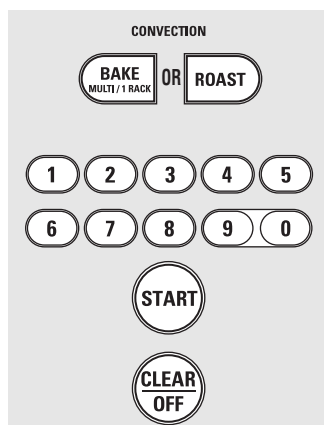 CONVECTION
BAKE OR ROAST
MULTI / 1 RACK
1 2 3 4 5
6 7 8 9 0
START
CLEAR
OFF